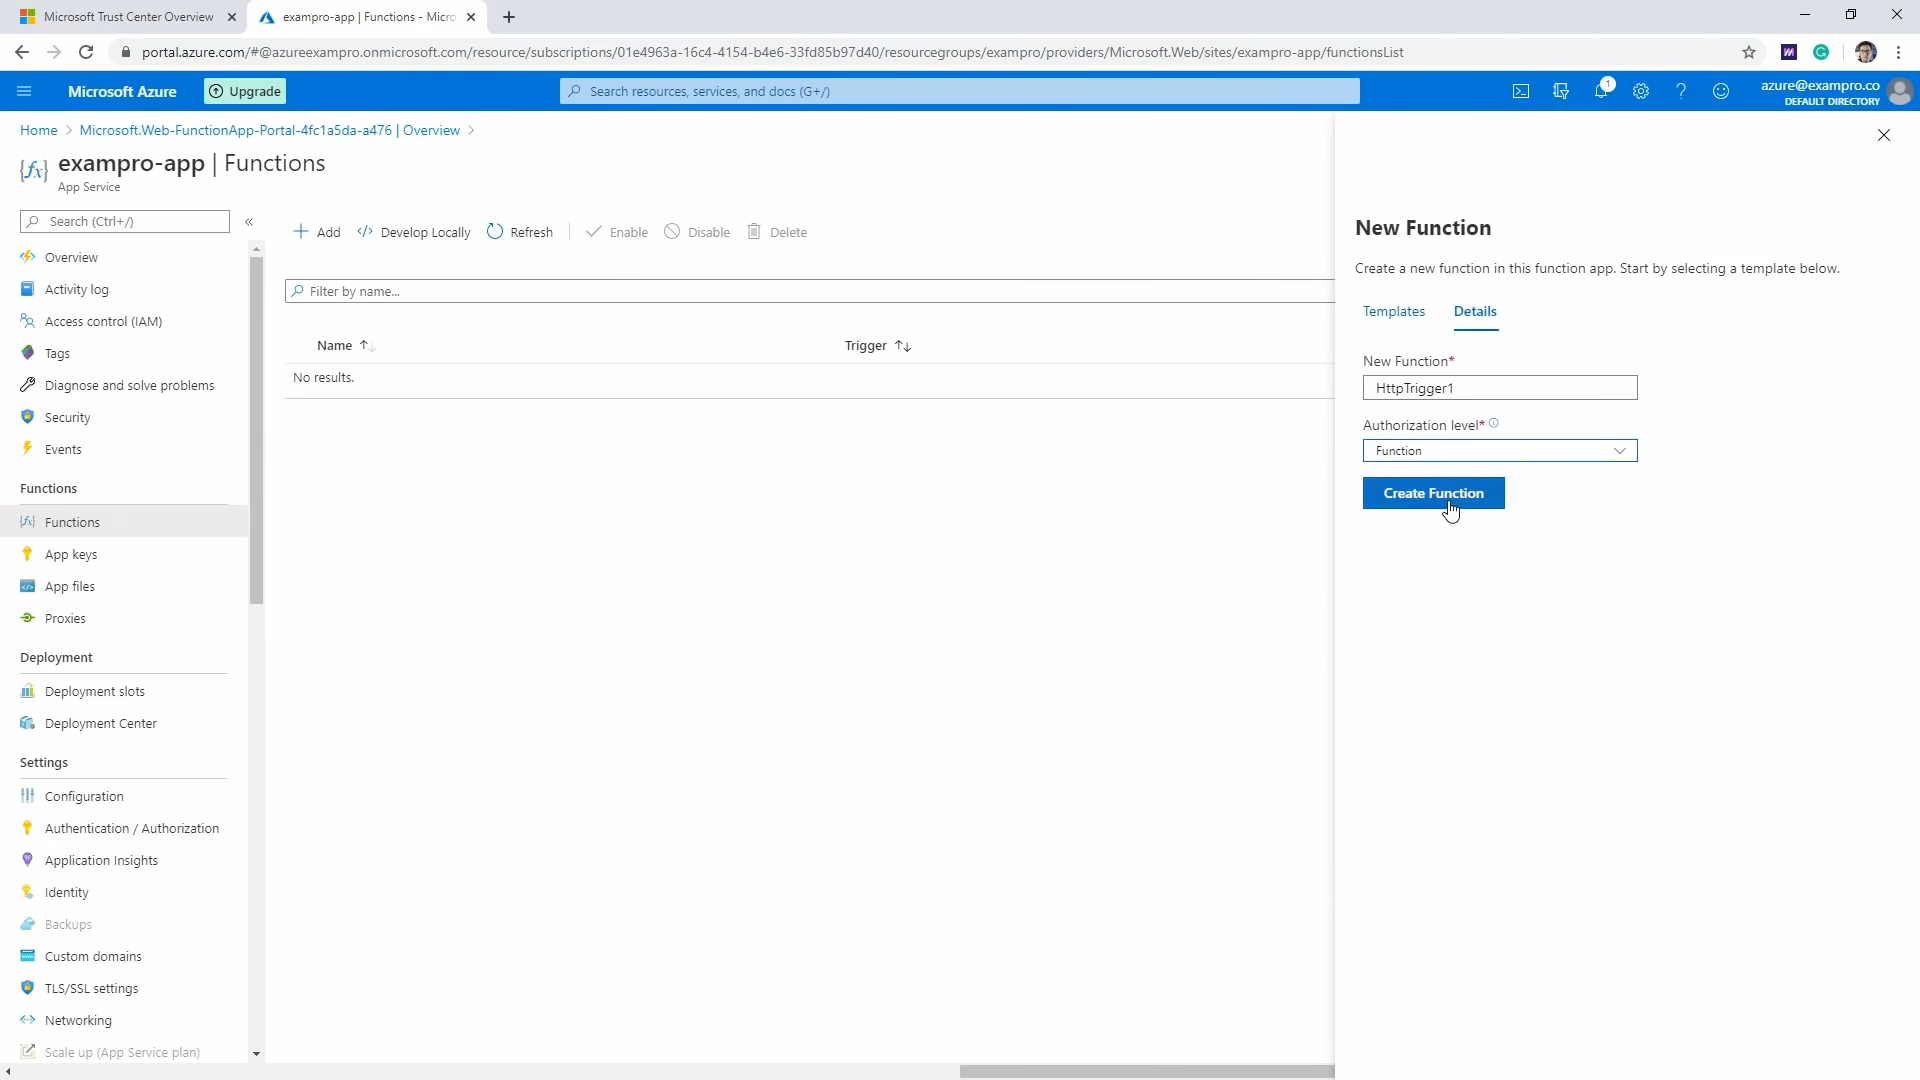 Microsoft Trust Center Overview
exampro-app | Functions - Micro
portal.azure.com/#@azureexampro.onmicrosoft.com/resource/subscriptions/01e4963a-16c4-4154-b4e6-33fd85b97d40/resourcegroups/exampro/providers/Microsoft.Web/sites/exampro-app/functionsList
Microsoft Azure
Upgrade
Search resources, services, and docs (G+/)
1
azure@exampro.co
DEFAULT DIRECTORY
Home > Microsoft.Web-FunctionApp-Portal-4fc1a5da-a476 | Overview >
exampro-app | Functions
App Service
Search (Ctrl+/)
Overview
Activity log
Access control (IAM)
Tags
Diagnose and solve problems
Security
Events
Functions
Functions
App keys
App files
Proxies
Deployment
Deployment slots
Deployment Center
Settings
Configuration
Authentication / Authorization
Application Insights
Identity
Backups
Custom domains
TLS/SSL settings
Networking
Scale up (App Service plan)
Add Develop Locally Refresh Enable Disable Delete
Filter by name...
Name Trigger
No results.
New Function
Create a new function in this function app. Start by selecting a template below.
Templates Details
New Function*
HttpTrigger1
Authorization level*
Function
Create Function